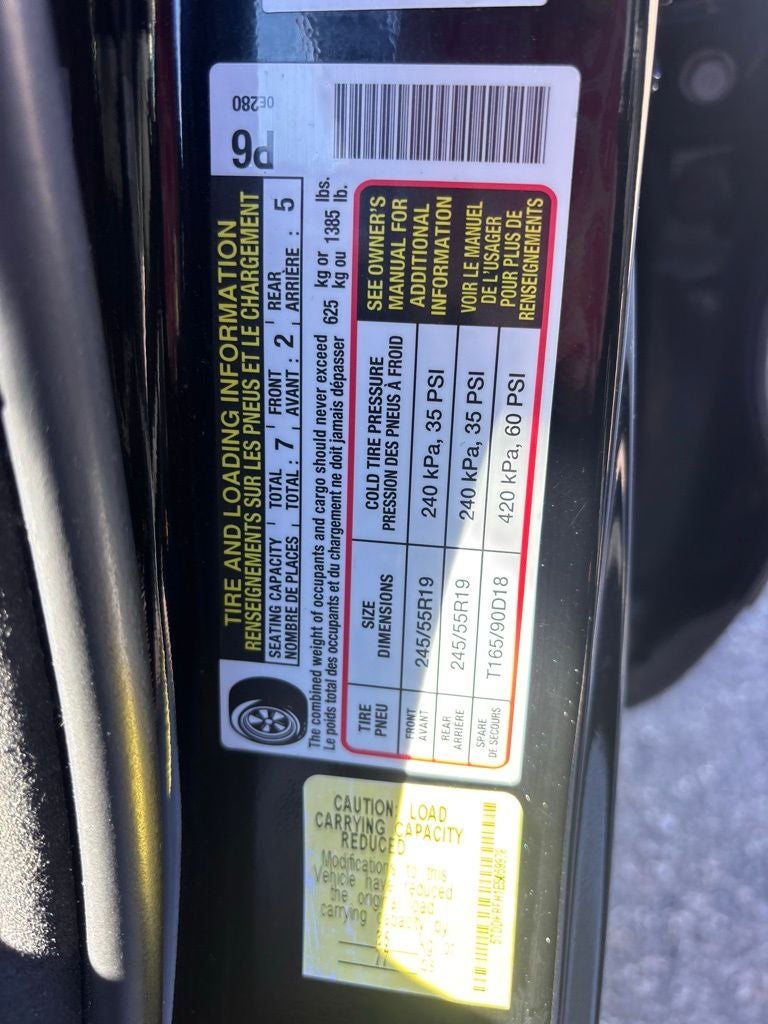 TIRE AND LOADING INFORMATION
RENSEIGNEMENTS SUR LES PNEUS ET LE CHARGEMENT
P6
0E280
SEATING CAPACITY TOTAL FRONT REAR
NOMBRE DE PLACES TOTAL : 7 AVANT : 2 ARRIÈRE : 5
The combined weight of occupants and cargo should never exceed 625 kg or 1385 lbs.
Le poids total des occupants et du chargement ne doit jamais dépasser 625 kg ou 1385 lb.
TIRE
PNEU
SIZE
DIMENSIONS
COLD TIRE PRESSURE
PRESSION DES PNEUS À FROID
FRONT
AVANT
245/55R19
240 kPa, 35 PSI
REAR
ARRIÈRE
245/55R19
240 kPa, 35 PSI
SPARE
DE SECOURS
T165/90D18
420 kPa, 60 PSI
SEE OWNER'S
MANUAL FOR
ADDITIONAL
INFORMATION
VOIR LE MANUEL
DE L'USAGER
POUR PLUS DE
RENSEIGNEMENTS
CAUTION: LOAD
CARRYING CAPACITY
REDUCED
Modifications to this
Vehicle have reduced
the original load
carrying capacity by